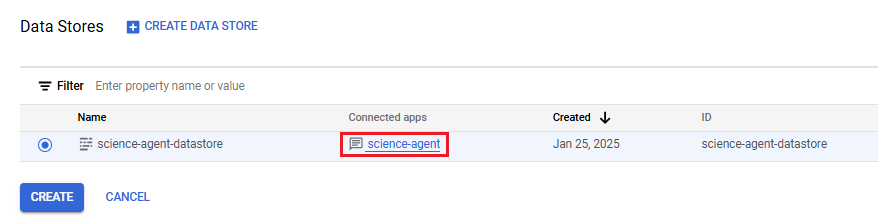 Data Stores CREATE DATA STORE
Filter Enter property name or value
Name Connected apps Created ID
science-agent-datastore science-agent Jan 25, 2025 science-agent-datastore
CREATE CANCEL